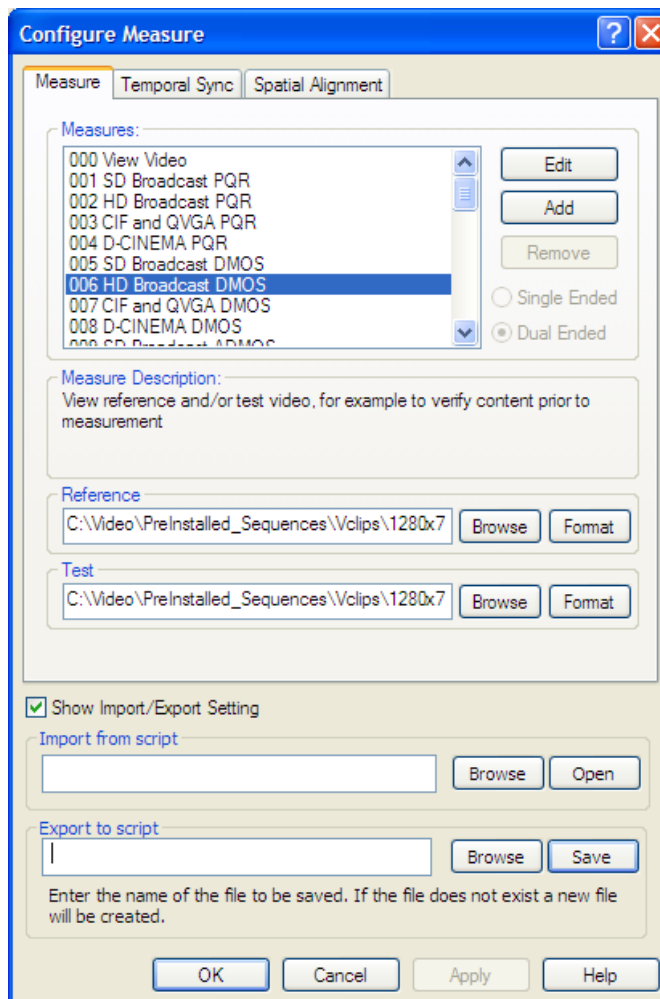 Configure Measure
Measure Temporal Sync Spatial Alignment
Measures:
000 View Video
001 SD Broadcast PQR
002 HD Broadcast PQR
003 CIF and QVGA PQR
004 D-CINEMA PQR
005 SD Broadcast DMOS
006 HD Broadcast DMOS
007 CIF and QVGA DMOS
008 D-CINEMA DMOS
009 SD Broadcast ADMOS
Edit
Add
Remove
Single Ended
Dual Ended
Measure Description:
View reference and/or test video, for example to verify content prior to
measurement
Reference
C:\Video\PreInstalled_Sequences\Vclips\1280x7 Browse Format
Test
C:\Video\PreInstalled_Sequences\Vclips\1280x7 Browse Format
Show Import/Export Setting
Import from script
Browse Open
Export to script
Browse Save
Enter the name of the file to be saved. If the file does not exist a new file
will be created.
OK Cancel Apply Help